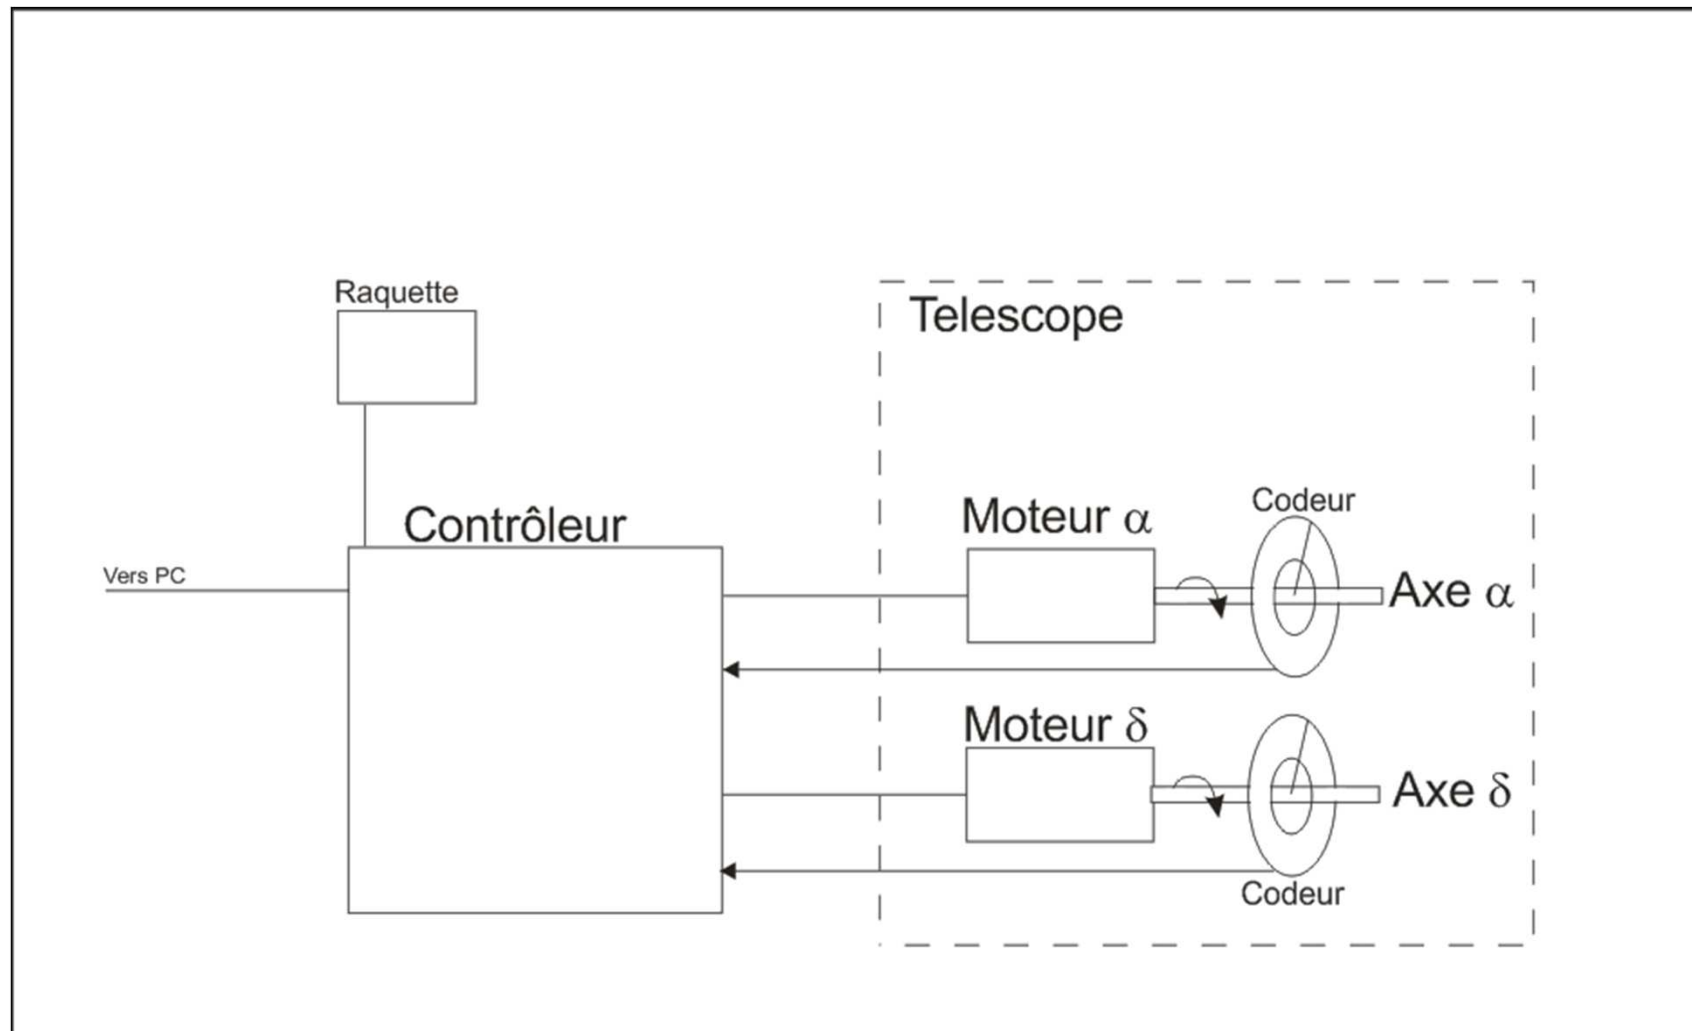 Raquette
Telescope
Contrôleur
Vers PC
Moteur α
Codeur
Axe α
Moteur δ
Axe δ
Codeur